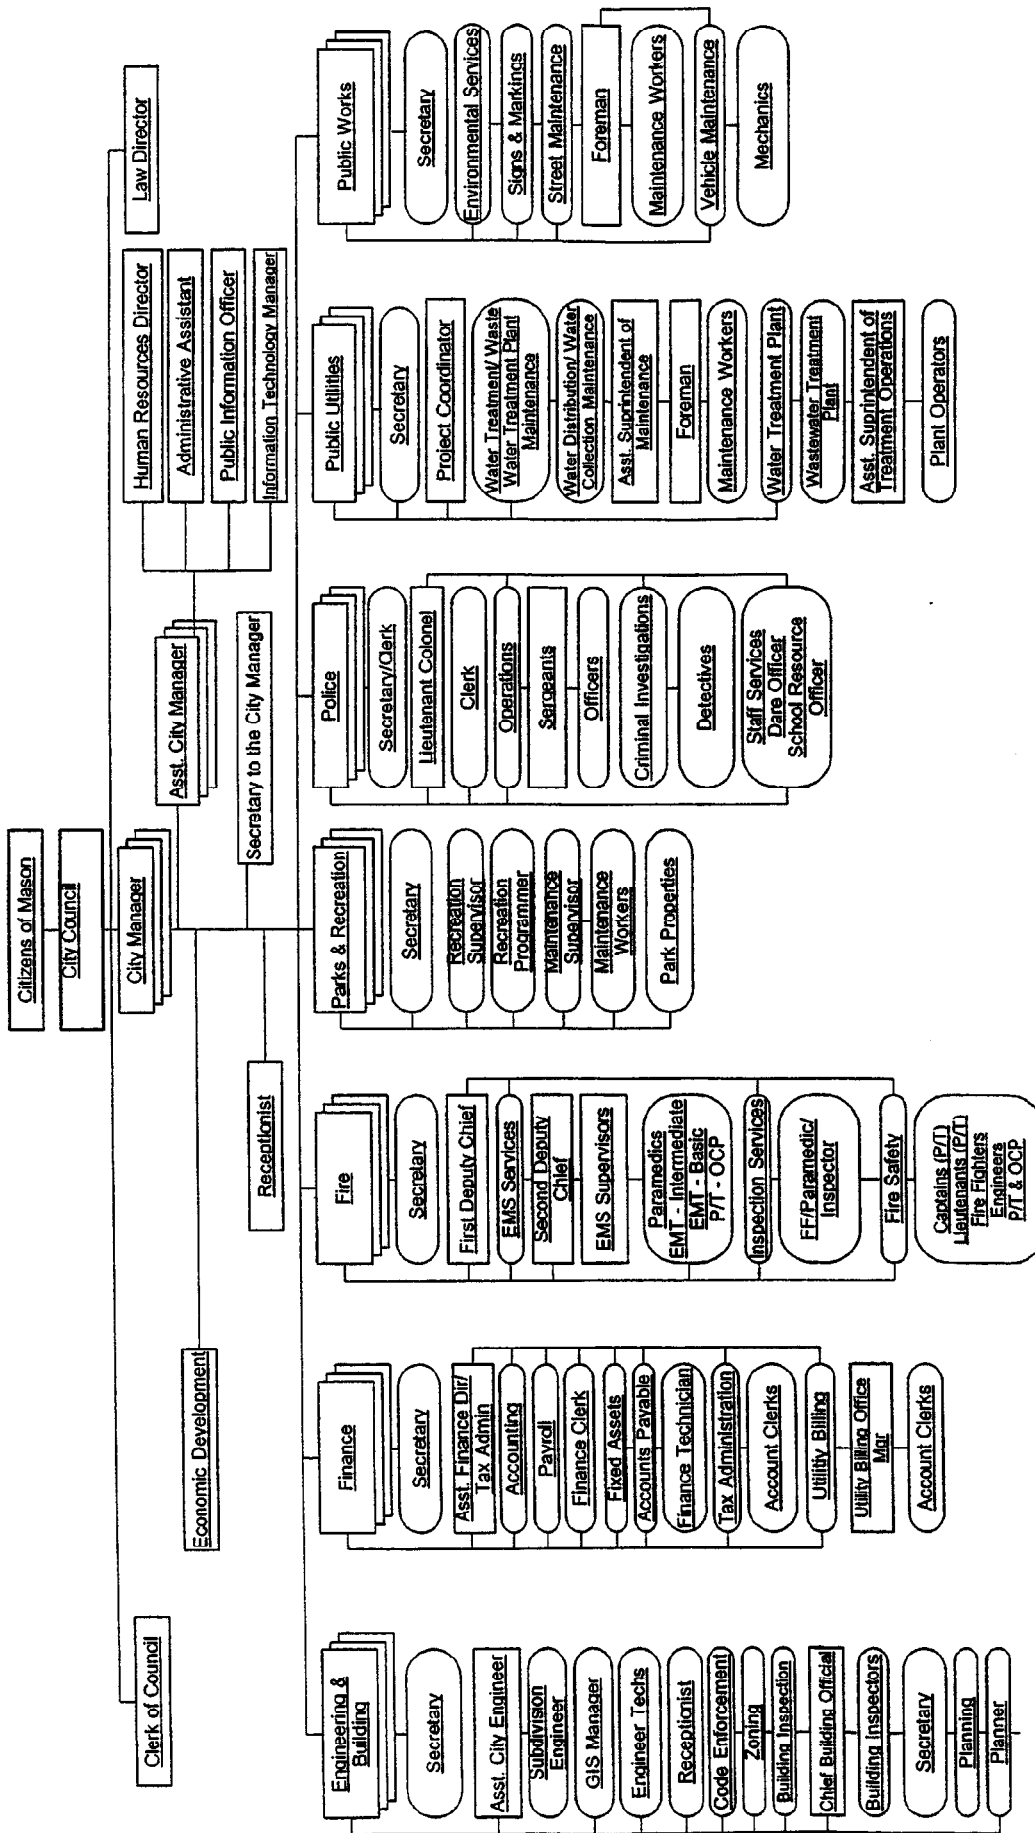 Citizens of Mason
City Council
Clerk of Council
City Manager
Law Director
Asst. City Manager
Human Resources Director
Administrative Assistant
Public Information Officer
Information Technology Manager
Economic Development
Secretary to the City Manager
Receptionist
Engineering &
Building
Secretary
Asst. City Engineer
Subdivision
Engineer
GIS Manager
Engineer Techs
Receptionist
Code Enforcement
Zoning
Building Inspection
Chief Building Official
Building Inspectors
Secretary
Planning
Planner
Finance
Secretary
Asst. Finance Dir/
Tax Admin
Accounting
Payroll
Finance Clerk
Fixed Assets
Accounts Payable
Finance Technician
Tax Administration
Account Clerks
Utility Billing
Utility Billing Office
Mgr
Account Clerks
Fire
Secretary
First Deputy Chief
EMS Services
Second Deputy
Chief
EMS Supervisors
Paramedics
EMT - Intermediate
EMT - Basic
P/T - OCP
Inspection Services
FF/Paramedic/
Inspector
Fire Safety
Captains (P/T)
Lieutenants (P/T)
Fire Fighters
Engineers
P/T & OCP
Parks & Recreation
Secretary
Recreation
Supervisor
Recreation
Programmer
Maintenance
Supervisor
Maintenance
Workers
Park Properties
Police
Secretary/Clerk
Lieutenant Colonel
Clerk
Operations
Sergeants
Officers
Criminal Investigations
Detectives
Staff Services
Dare Officer
School Resource
Officer
Public Utilities
Secretary
Project Coordinator
Water Treatment/ Waste
Water Treatment Plant
Maintenance
Water Distribution/ Water
Collection Maintenance
Asst. Suprintendent of
Maintenance
Foreman
Maintenance Workers
Water Treatment Plant
Wastewater Treatment
Plant
Asst. Suprintendent of
Treatment Operations
Plant Operators
Public Works
Secretary
Environmental Services
Signs & Markings
Street Maintenance
Foreman
Maintenance Workers
Vehicle Maintenance
Mechanics